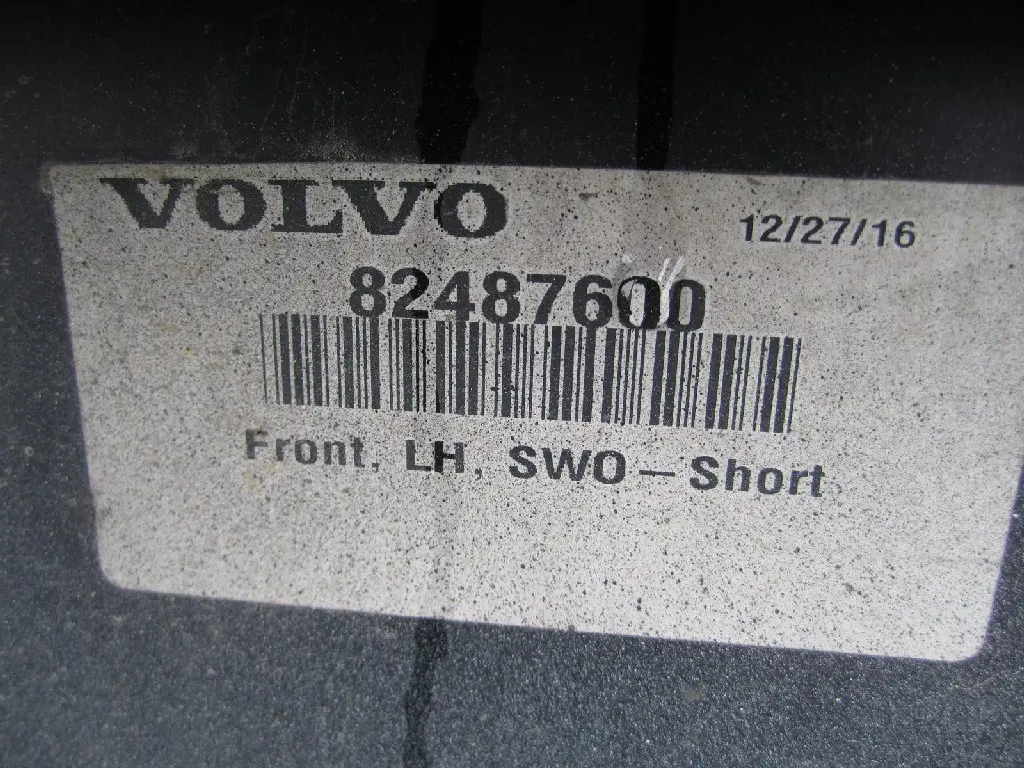 VOLVO
12/27/16
82487600
Front, LH, SWO – Short